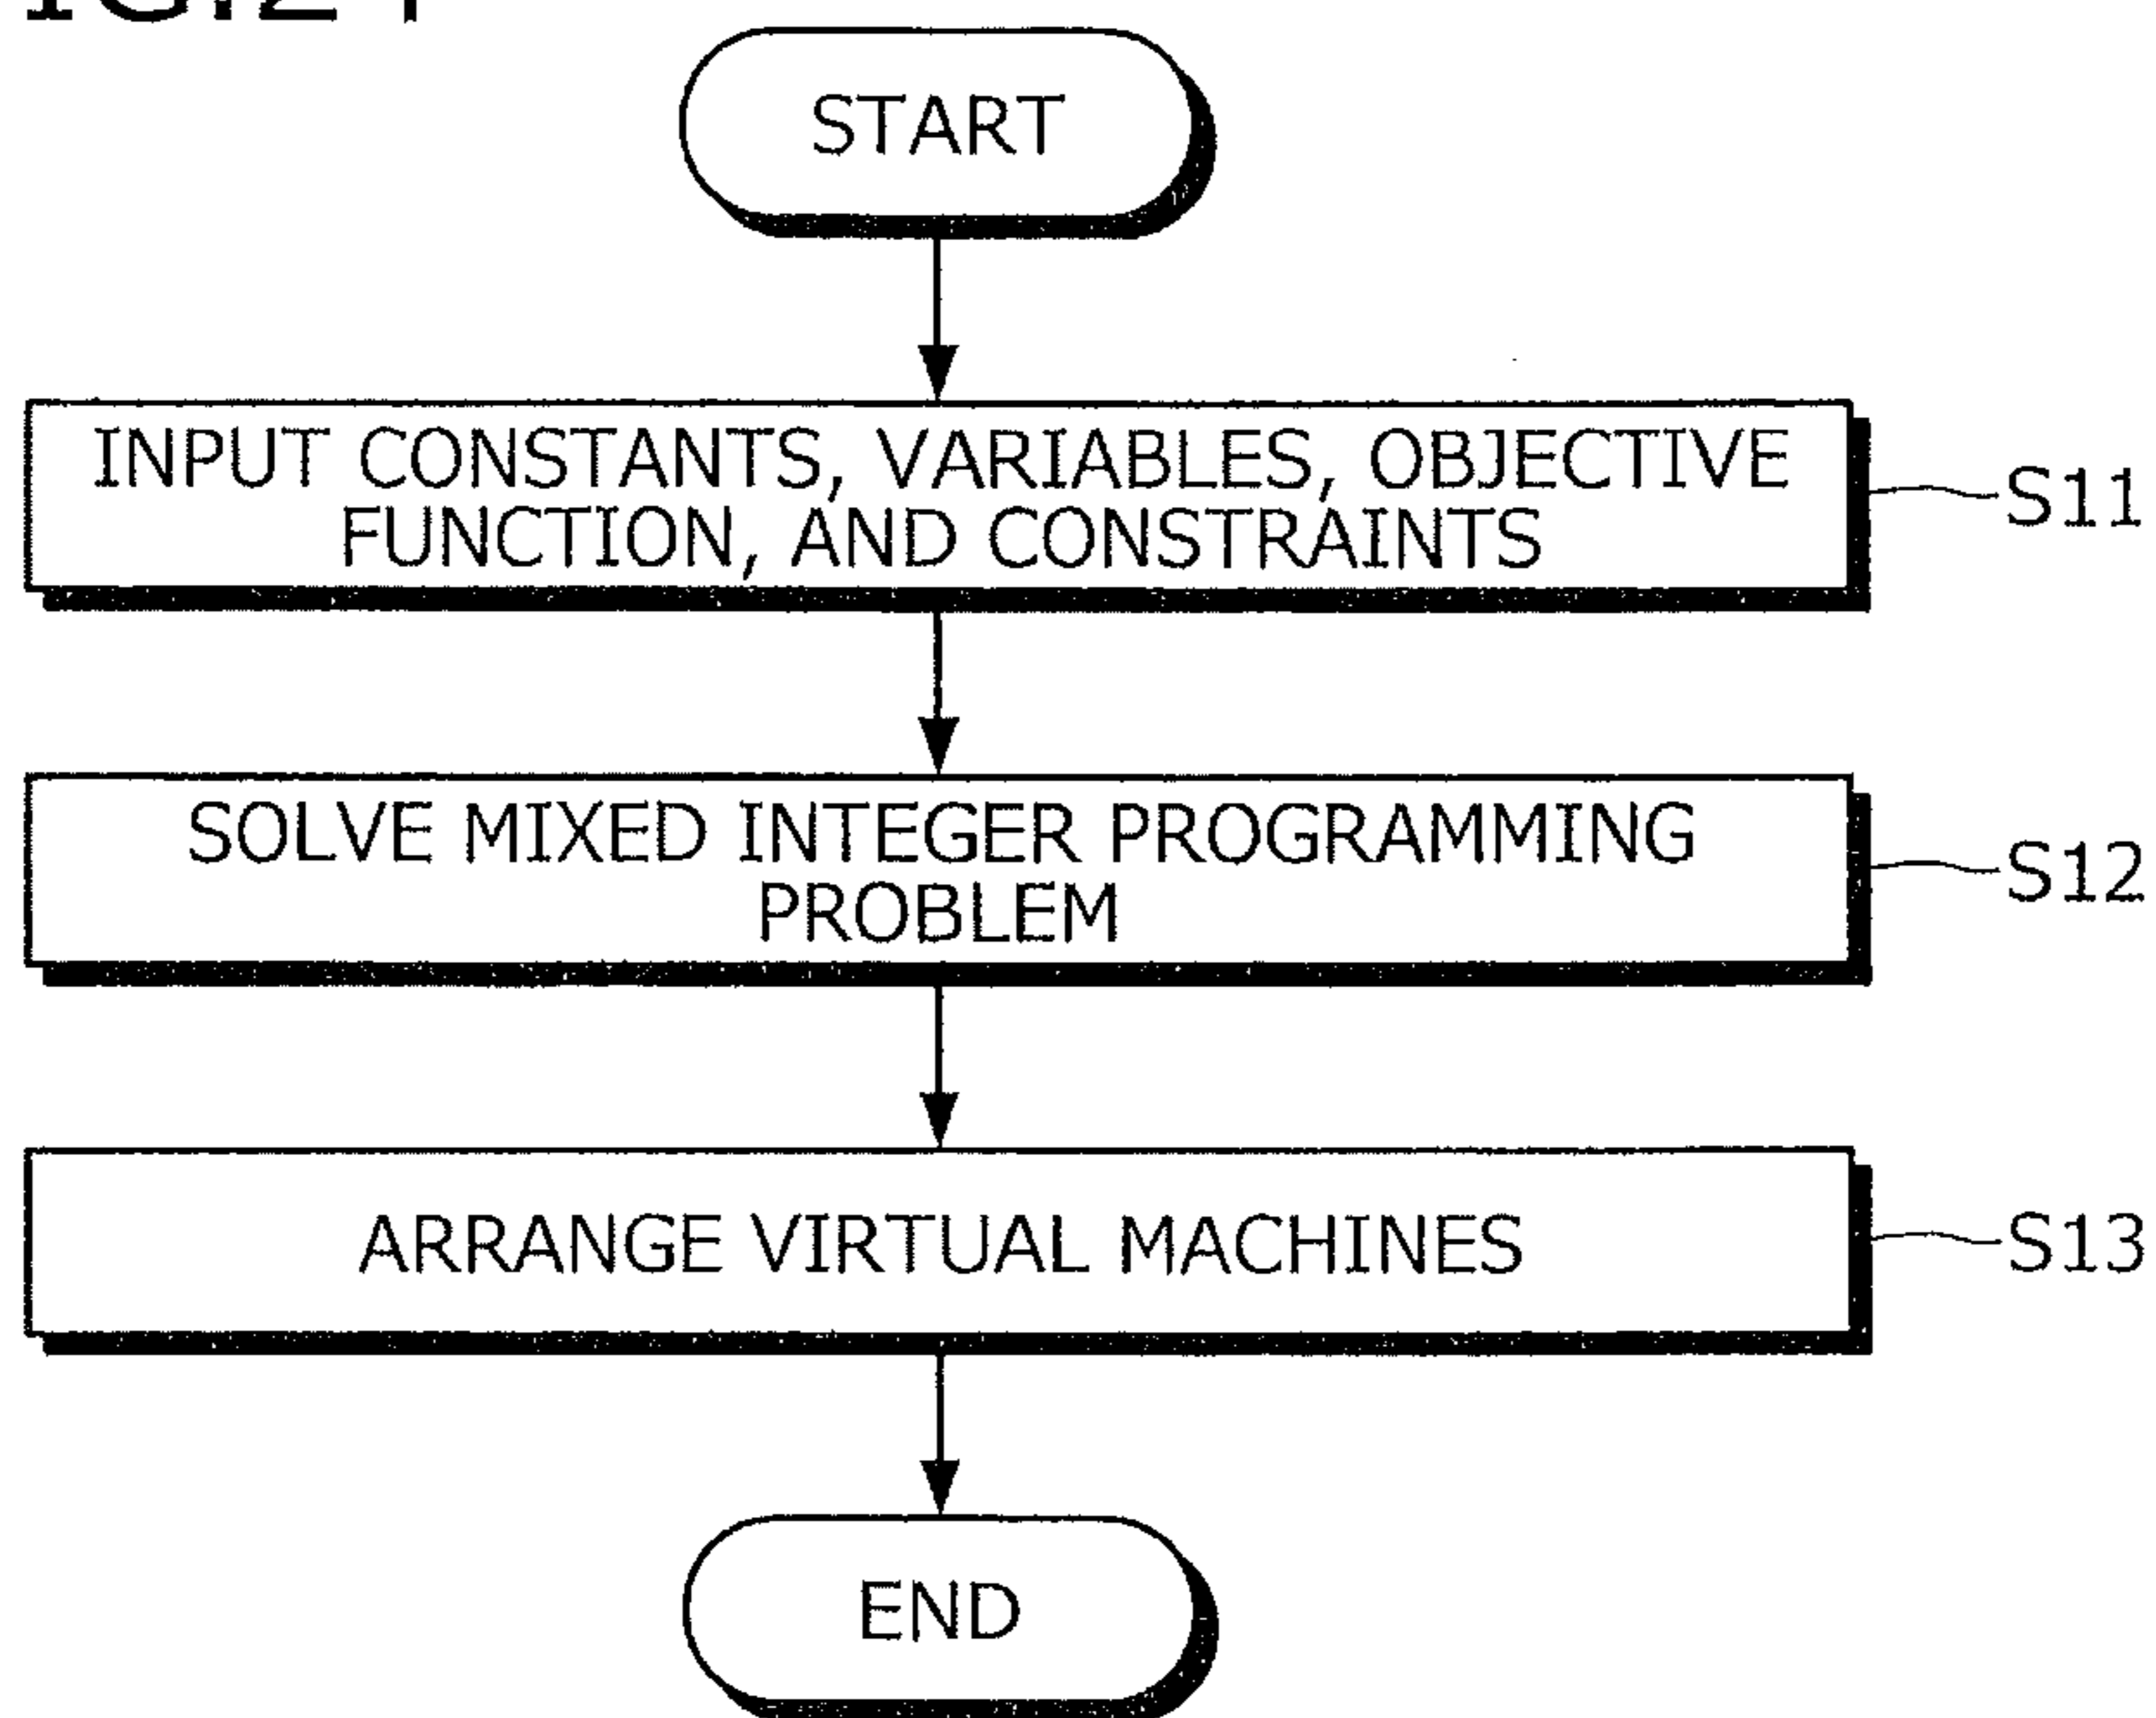 START
INPUT CONSTANTS, VARIABLES, OBJECTIVE
FUNCTION, AND CONSTRAINTS
S11
SOLVE MIXED INTEGER PROGRAMMING
PROBLEM
S12
ARRANGE VIRTUAL MACHINES
S13
END